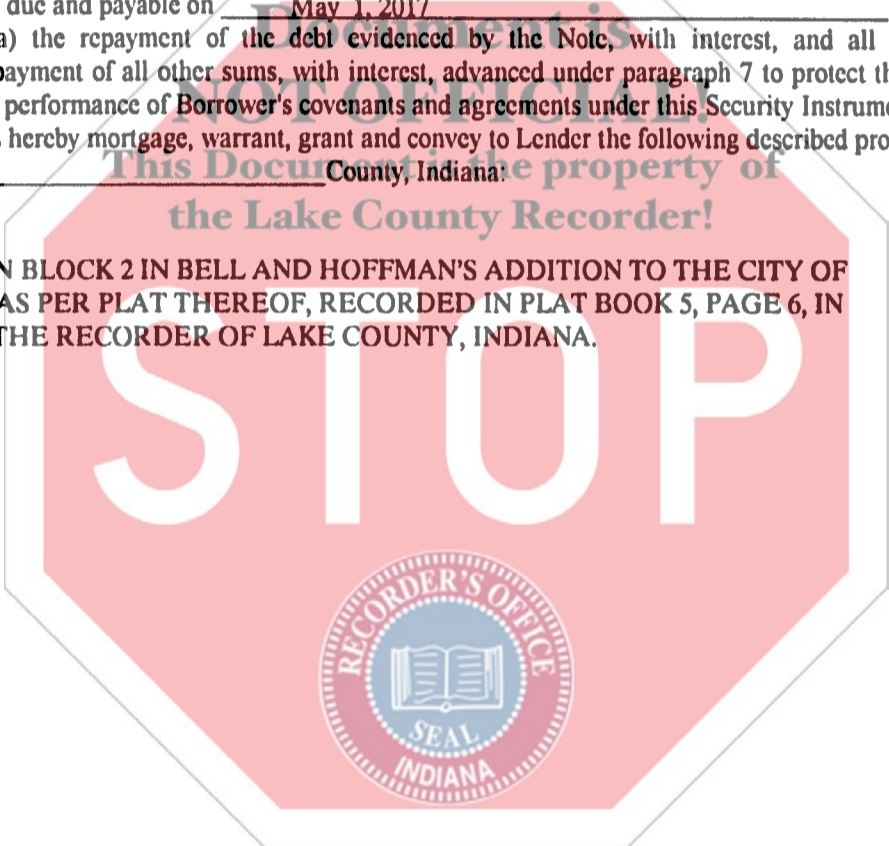 due and payable on May 1, 2017
Document is
a) the repayment of the debt evidenced by the Note, with interest, and all
payment of all other sums, with interest, advanced under paragraph 7 to protect th
NOT OFFICIAL!
performance of Borrower's covenants and agreements under this Security Instrume
hereby mortgage, warrant, grant and convey to Lender the following described pro
This Document is the property of
County, Indiana:
the Lake County Recorder!
N BLOCK 2 IN BELL AND HOFFMAN'S ADDITION TO THE CITY OF
AS PER PLAT THEREOF, RECORDED IN PLAT BOOK 5, PAGE 6, IN
THE RECORDER OF LAKE COUNTY, INDIANA.
STOP
RECORDER'S OFFICE
SEAL
INDIANA